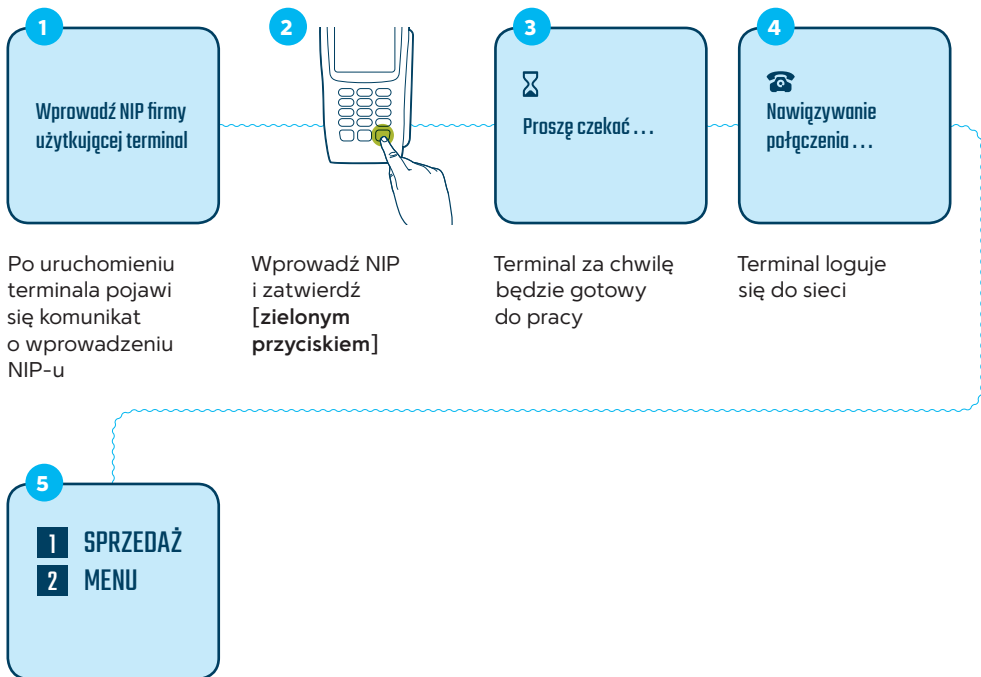 1
Wprowadź NIP firmy
użytkującej terminal
Po uruchomieniu
terminala pojawi
się komunikat
o wprowadzeniu
NIP-u
2
Wprowadź NIP
i zatwierdź
[zielonym
przyciskiem]
3
Proszę czekać . . .
Terminal za chwilę
będzie gotowy
do pracy
4
Nawiązywanie
połączenia . . .
Terminal loguje
się do sieci
5
1 SPRZEDAŻ
2 MENU